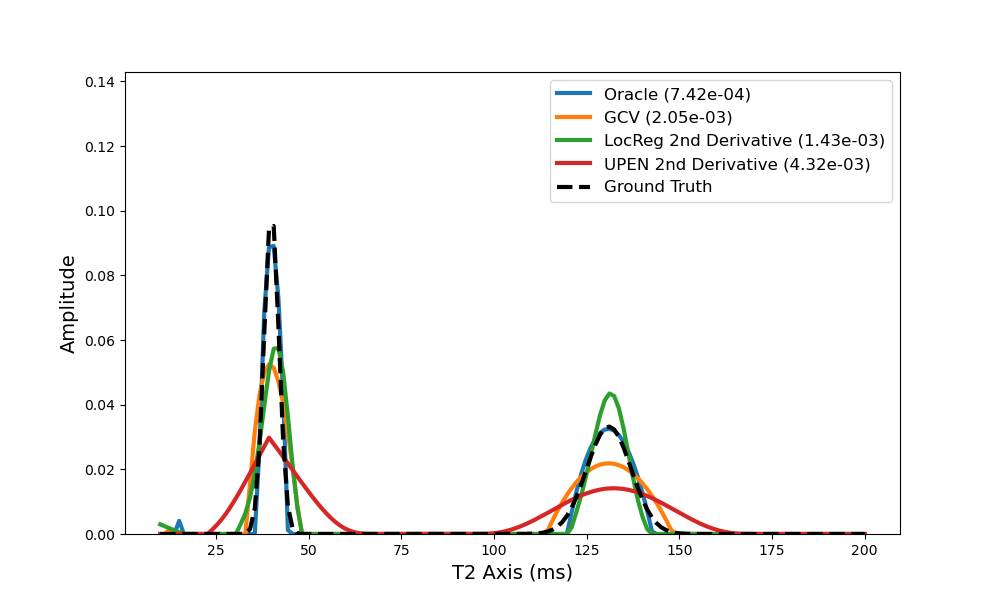 0.14
0.12
0.10
0.08
0.06
0.04
0.02
0.00
Amplitude
Oracle (7.42e-04)
GCV (2.05e-03)
LocReg 2nd Derivative (1.43e-03)
UPEN 2nd Derivative (4.32e-03)
Ground Truth
25 50 75 100 125 150 175 200
T2 Axis (ms)